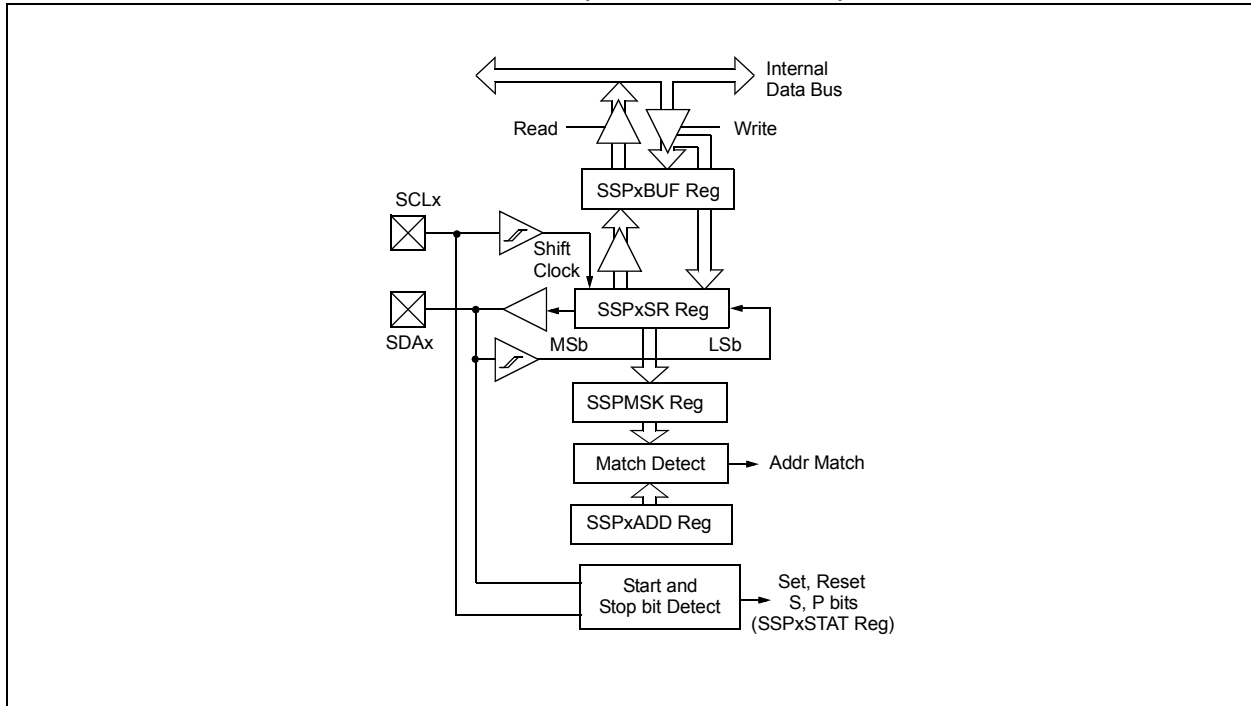 Internal
Data Bus
Read
Write
SSPxBUF Reg
SCLx
Shift
Clock
SSPxSR Reg
SDAx
MSb
LSb
SSPMSK Reg
Match Detect
Addr Match
SSPxADD Reg
Start and
Stop bit Detect
Set, Reset
S, P bits
(SSPxSTAT Reg)